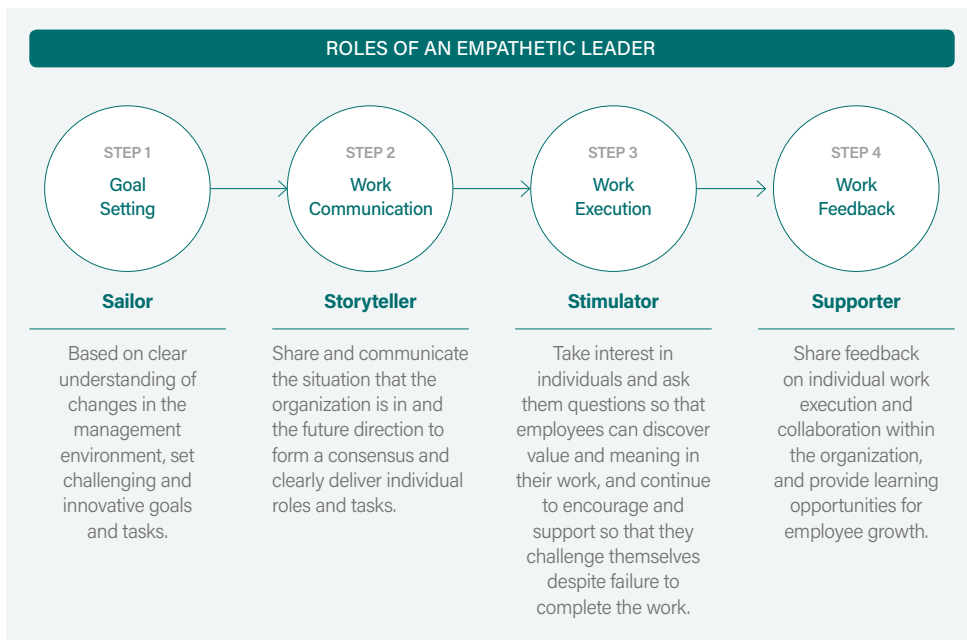 ROLES OF AN EMPATHETIC LEADER
STEP 1
Goal
Setting
STEP 2
Work
Communication
STEP 3
Work
Execution
STEP 4
Work
Feedback
Sailor
Based on clear
understanding of
changes in the
management
environment, set
challenging and
innovative goals
and tasks.
Storyteller
Share and communicate
the situation that the
organization is in and
the future direction to
form a consensus and
clearly deliver individual
roles and tasks.
Stimulator
Take interest in
individuals and ask
them questions so that
employees can discover
value and meaning in
their work, and continue
to encourage and
support so that they
challenge themselves
despite failure to
complete the work.
Supporter
Share feedback
on individual work
execution and
collaboration within
the organization,
and provide learning
opportunities for
employee growth.